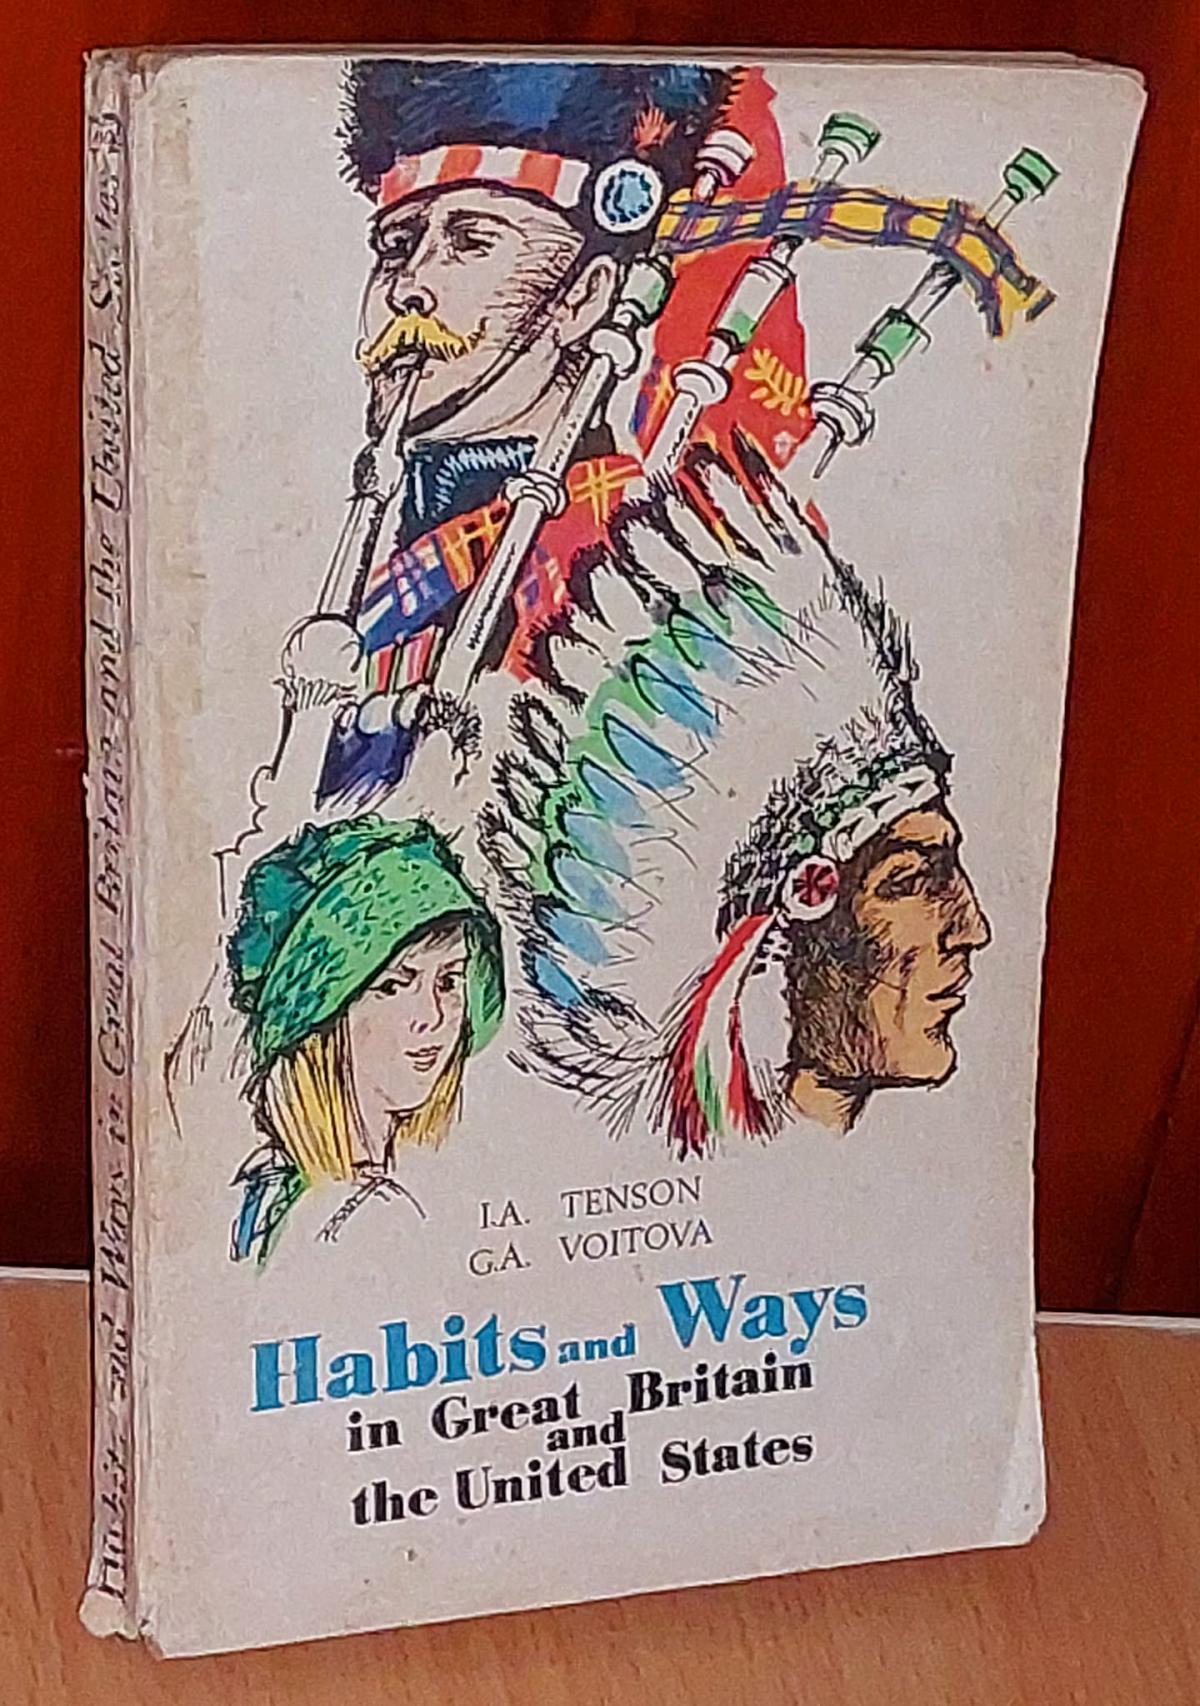 Habits and Ways in Great Britain and the United States
I.A. TENSON
G.A. VOITOVA
Habits and Ways
in Great Britain
and
the United States